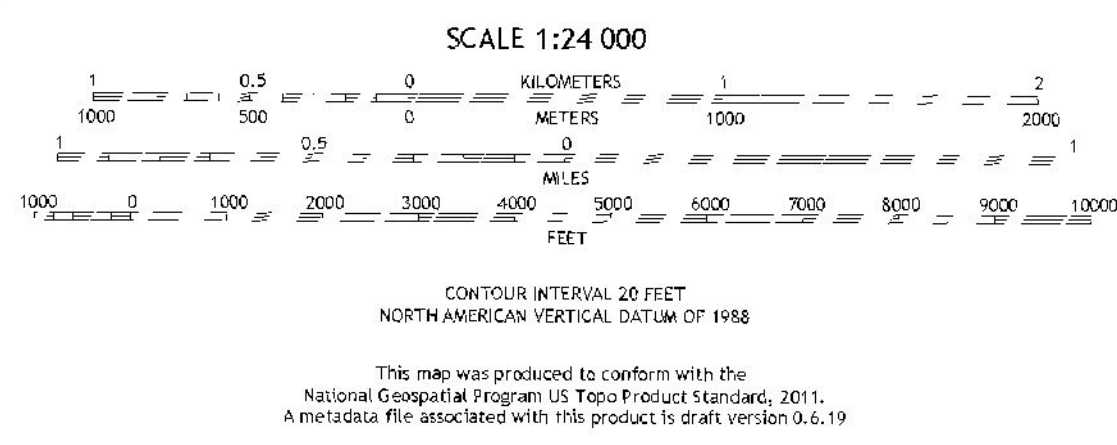 SCALE 1:24 000
1 0.5 0 KILOMETERS 1 2
1000 500 0 METERS 1000 2000
1 0.5 0 1
MILES
1000 0 1000 2000 3000 4000 5000 6000 7000 8000 9000 10000
FEET
CONTOUR INTERVAL 20 FEET
NORTH AMERICAN VERTICAL DATUM OF 1988
This map was produced to conform with the
National Geospatial Program US Topo Product Standard, 2011.
A metadata file associated with this product is draft version 0.6.19